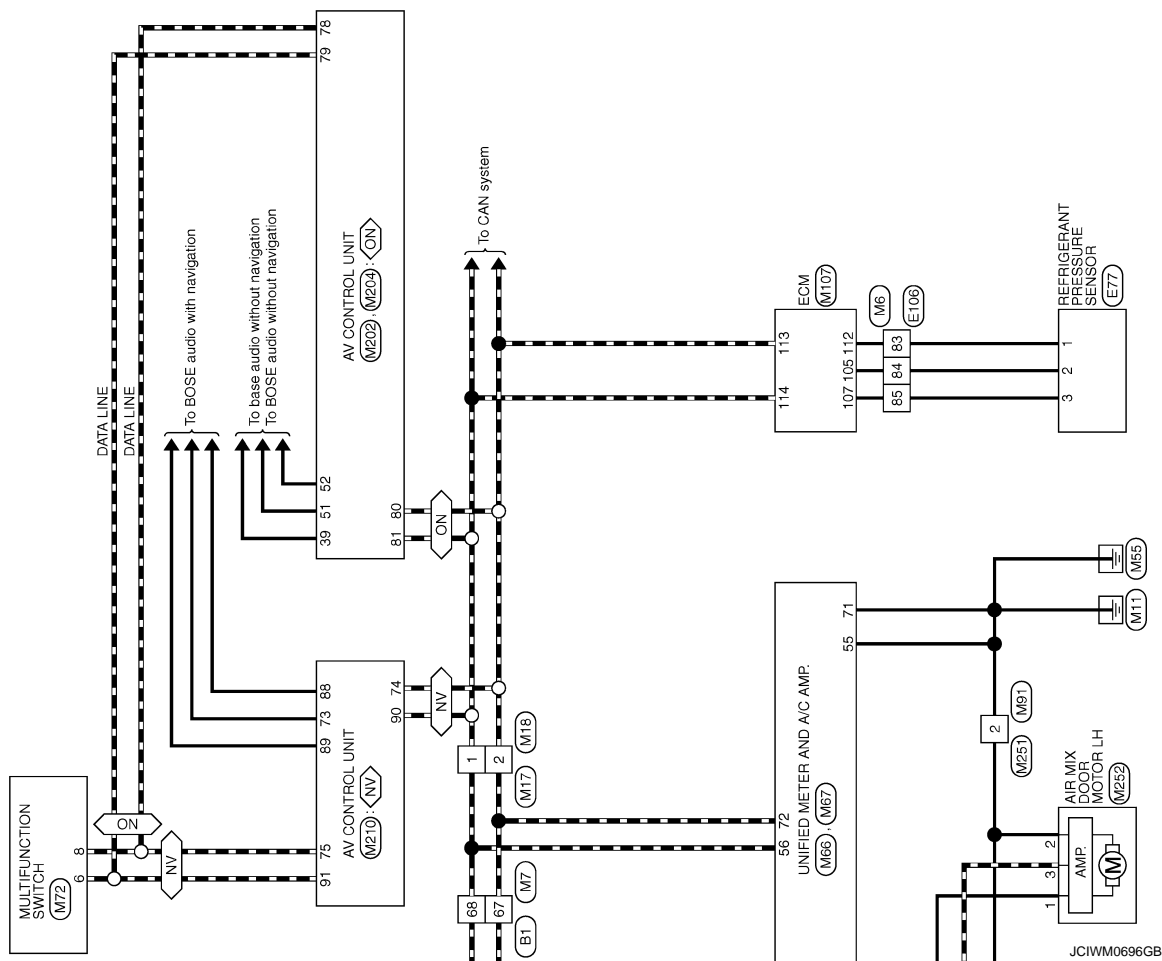 78
79
DATA LINE
DATA LINE
To BOSE audio with navigation
To base audio without navigation
To BOSE audio without navigation
AV CONTROL UNIT
M202 , M204 : ON
52
51
39
80
81
ON
To CAN system
113
114
ECM
M107
112
105
107
M6
E106
83
84
85
REFRIGERANT
PRESSURE
SENSOR
E77
1
2
3
88
73
89
74
90
NV
AV CONTROL UNIT
M210 : NV
75
91
MULTIFUNCTION
SWITCH
M72
8
6
ON
NV
1
2
M18
M17
68
67
M7
B1
72
56
UNIFIED METER AND A/C AMP.
M66 , M67
71
55
M55
M11
2
M91
M251
AIR MIX
DOOR
MOTOR LH
M252
2
3
1
AMP.
M
JCIWM0696GB